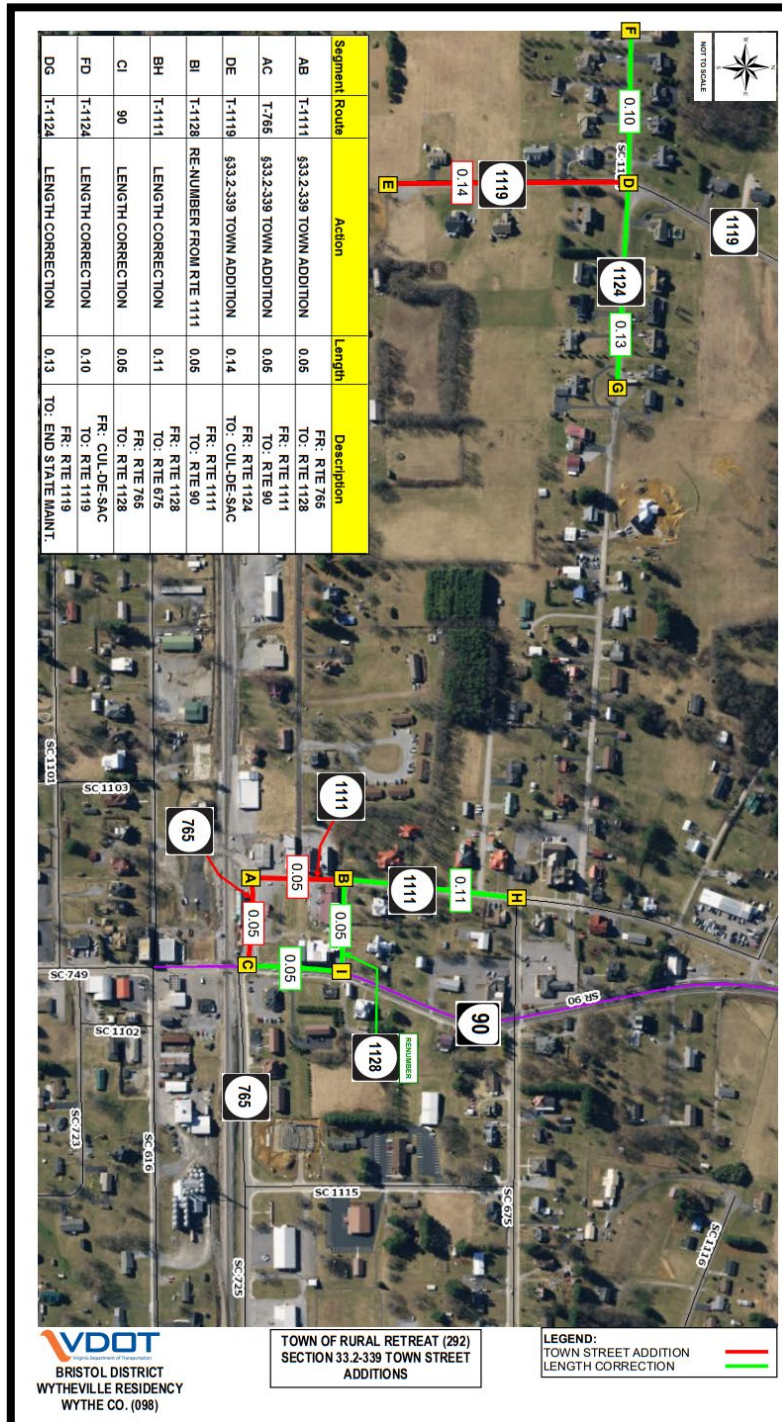 NOT TO SCALE
N
E
S
W
F
0.10
SC 11
D
1119
0.14
1119
E
1124
0.13
G
Segment Route Action Length Description
AB T-1111 §33.2-339 TOWN ADDITION 0.05 FR: RTE 765
TO: RTE 1128
AC T-765 §33.2-339 TOWN ADDITION 0.05 FR: RTE 1111
TO: RTE 90
DE T-1119 §33.2-339 TOWN ADDITION 0.14 FR: RTE 1124
TO: CUL-DE-SAC
BI T-1128 RE-NUMBER FROM RTE 1111 0.05 FR: RTE 1111
TO: RTE 90
BH T-1111 LENGTH CORRECTION 0.11 FR: RTE 1128
TO: RTE 675
CI 90 LENGTH CORRECTION 0.05 FR: RTE 765
TO: RTE 1128
FD T-1124 LENGTH CORRECTION 0.10 FR: CUL-DE-SAC
TO: RTE 1119
DG T-1124 LENGTH CORRECTION 0.13 FR: RTE 1119
TO: END STATE MAINT.
SC 1101
SC 1103
765
1111
A
0.05
B
1111
0.11
H
0.05
0.05
C
0.05
I
SC 749
90
SR 90
1128
RENUMBER
SC 1102
765
SC 723
SC 616
SC 1115
SC 675
SC 1116
SC 725
VDOT
Virginia Department of Transportation
BRISTOL DISTRICT
WYTHEVILLE RESIDENCY
WYTHE CO. (098)
TOWN OF RURAL RETREAT (292)
SECTION 33.2-339 TOWN STREET
ADDITIONS
LEGEND:
TOWN STREET ADDITION
LENGTH CORRECTION